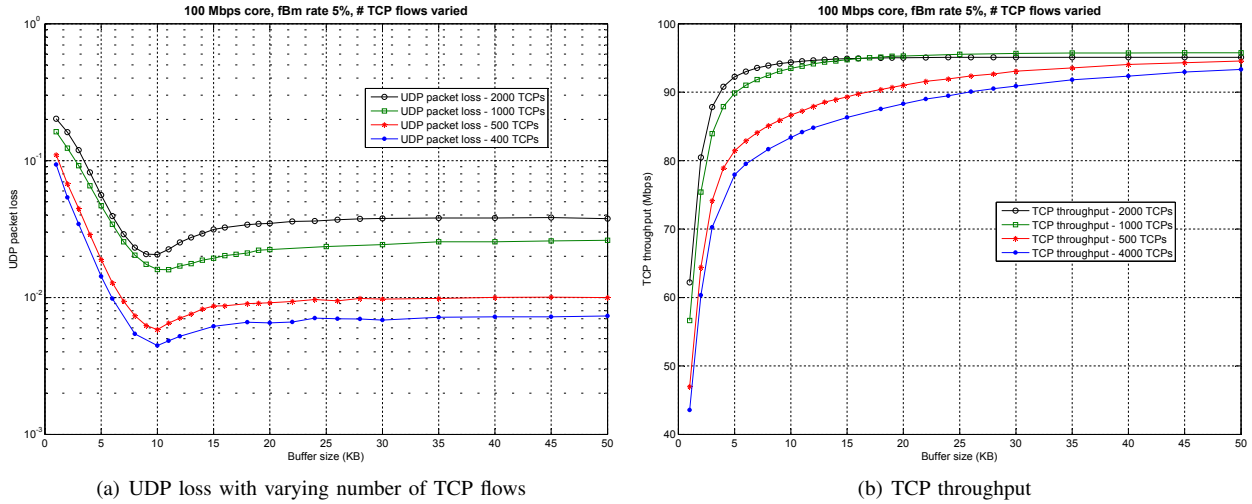 100 Mbps core, fBm rate 5%, # TCP flows varied
10^0
10^-1
10^-2
10^-3
UDP packet loss
UDP packet loss - 2000 TCPs
UDP packet loss - 1000 TCPs
UDP packet loss - 500 TCPs
UDP packet loss - 400 TCPs
0 5 10 15 20 25 30 35 40 45 50
Buffer size (KB)
(a) UDP loss with varying number of TCP flows
100 Mbps core, fBm rate 5%, # TCP flows varied
100
90
80
70
60
50
40
TCP throughput (Mbps)
TCP throughput - 2000 TCPs
TCP throughput - 1000 TCPs
TCP throughput - 500 TCPs
TCP throughput - 4000 TCPs
0 5 10 15 20 25 30 35 40 45 50
Buffer size (KB)
(b) TCP throughput